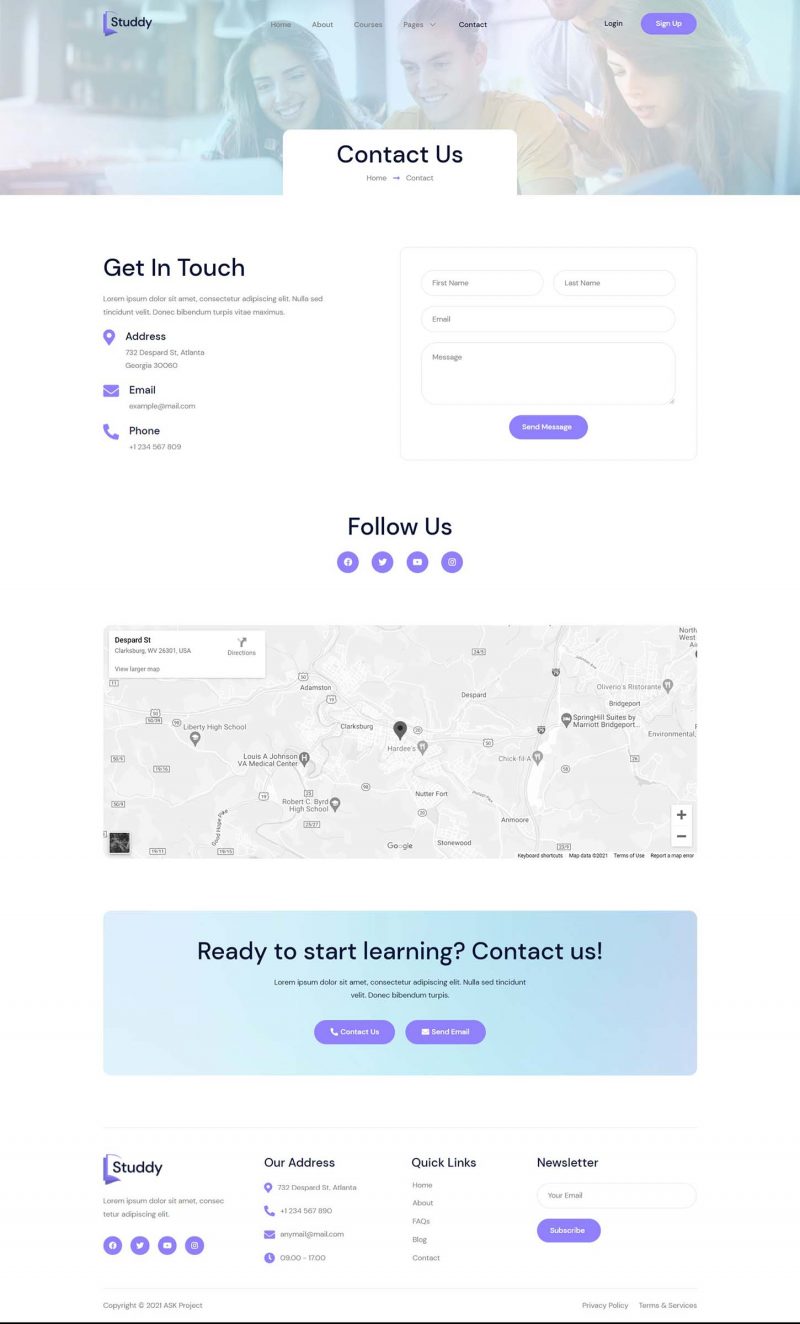 Studdy
Home About Courses Pages Contact
Login Sign Up
Contact Us
Home → Contact
Get In Touch
Lorem ipsum dolor sit amet, consectetur adipiscing elit. Nulla sed
tincidunt velit. Donec bibendum turpis vitae maximus.
Address
732 Despard St, Atlanta
Georgia 30060
Email
example@mail.com
Phone
+1 234 567 809
First Name
Last Name
Email
Message
Send Message
Follow Us
Despard St
Clarksburg, WV 26301, USA
Directions
View larger map
North
West
Adamston
Despard
Oliverio's Ristorante
Bridgeport
Liberty High School
Clarksburg
SpringHill Suites by
Marriott Bridgeport...
Environmental,
Hardee's
Louis A Johnson
VA Medical Center
Chick-fil-A
Robert C. Byrd
High School
Nutter Fort
Anmoore
Good Hope Pike
Stonewood
Google
Keyboard shortcuts Map data ©2021 Terms of Use Report a map error
Ready to start learning? Contact us!
Lorem ipsum dolor sit amet, consectetur adipiscing elit. Nulla sed tincidunt
velit. Donec bibendum turpis.
Contact Us
Send Email
Studdy
Lorem ipsum dolor sit amet, consec
tetur adipiscing elit.
Our Address
732 Despard St, Atlanta
+1 234 567 890
anymail@mail.com
09.00 - 17.00
Quick Links
Home
About
FAQs
Blog
Contact
Newsletter
Your Email
Subscribe
Copyright © 2021 ASK Project
Privacy Policy Terms & Services